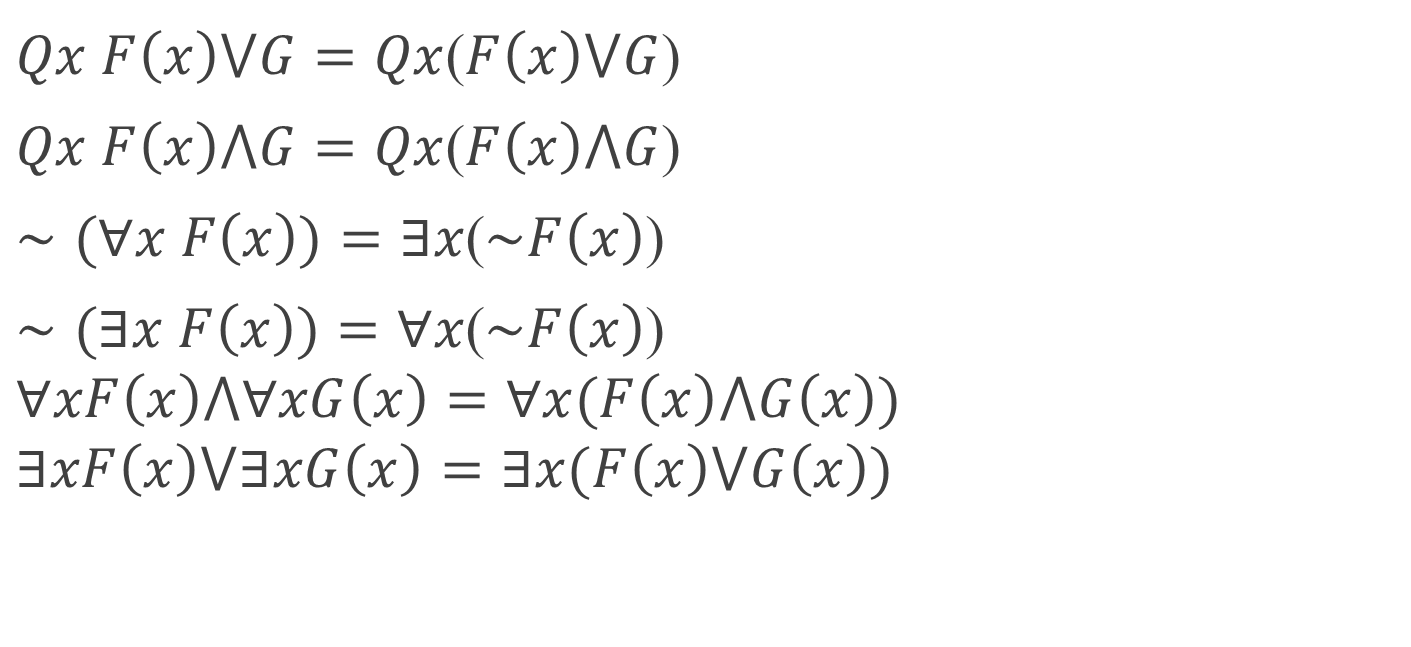 Qx F(x)⋁G = Qx(F(x)⋁G)
Qx F(x)⋀G = Qx(F(x)⋀G)
~ (∀x F(x)) = ∃x(~F(x))
~ (∃x F(x)) = ∀x(~F(x))
∀xF(x)⋀∀xG(x) = ∀x(F(x)⋀G(x))
∃xF(x)⋁∃xG(x) = ∃x(F(x)⋁G(x))